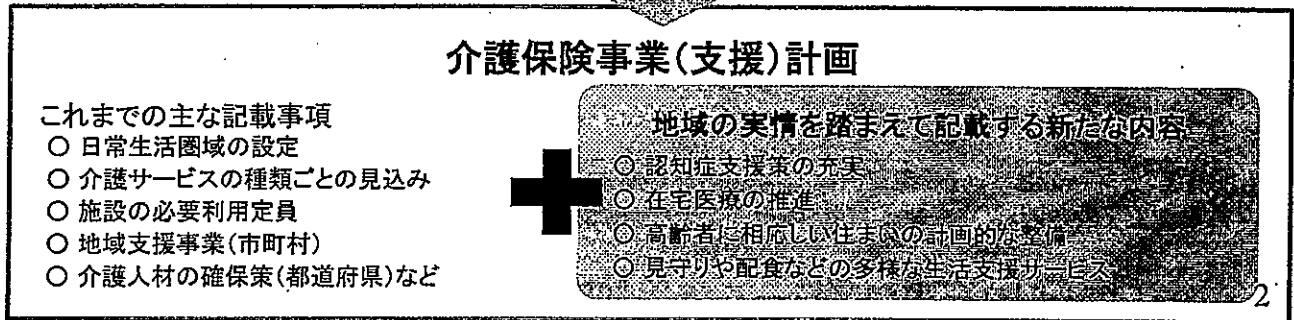 介護保険事業(支援)計画
これまでの主な記載事項
○ 日常生活圏域の設定
○ 介護サービスの種類ごとの見込み
○ 施設の必要利用定員
○ 地域支援事業(市町村)
○ 介護人材の確保策(都道府県)など
地域の実情を踏まえて記載する新たな内容
○ 認知症支援策の充実
○ 在宅医療の推進
○ 高齢者に相応しい住まいの計画的な整備
○ 見守りや配食などの多様な生活支援サービス
2